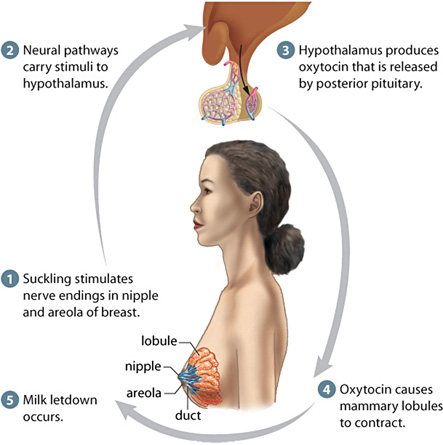 2 Neural pathways
carry stimuli to
hypothalamus.
3 Hypothalamus produces
oxytocin that is released
by posterior pituitary.
1 Suckling stimulates
nerve endings in nipple
and areola of breast.
lobule
nipple
areola
duct
5 Milk letdown
occurs.
4 Oxytocin causes
mammary lobules
to contract.